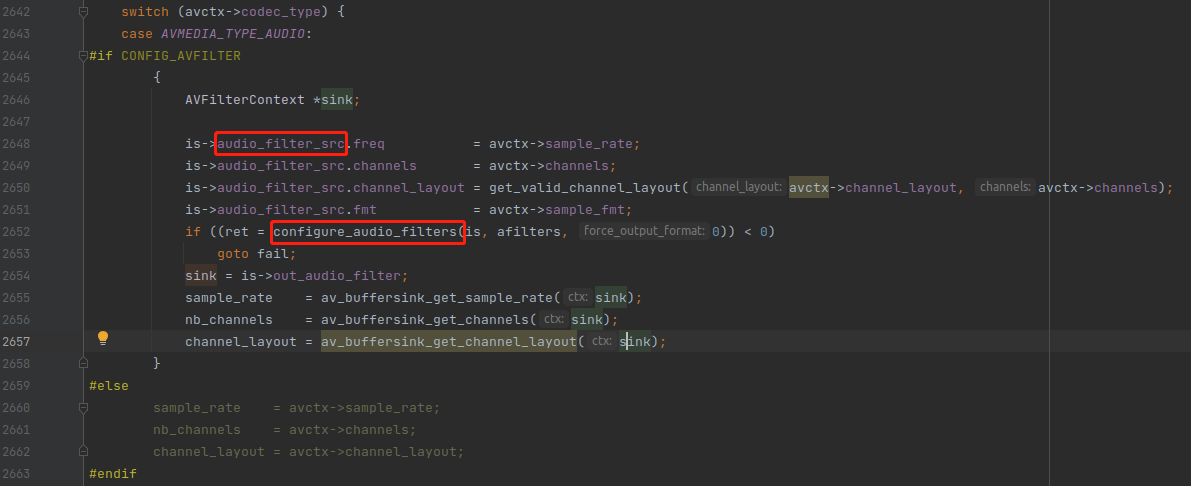 2642 switch (avctx->codec_type) {
2643 case AVMEDIA_TYPE_AUDIO:
2644 #if CONFIG_AVFILTER
2645 {
2646 AVFilterContext *sink;
2647
2648 is->audio_filter_src.freq = avctx->sample_rate;
2649 is->audio_filter_src.channels = avctx->channels;
2650 is->audio_filter_src.channel_layout = get_valid_channel_layout( channel_layout: avctx->channel_layout, channels: avctx->channels);
2651 is->audio_filter_src.fmt = avctx->sample_fmt;
2652 if ((ret = configure_audio_filters(is, afilters, force_output_format: 0)) < 0)
2653 goto fail;
2654 sink = is->out_audio_filter;
2655 sample_rate = av_buffersink_get_sample_rate( ctx: sink);
2656 nb_channels = av_buffersink_get_channels( ctx: sink);
2657 channel_layout = av_buffersink_get_channel_layout( ctx: sink);
2658 }
2659 #else
2660 sample_rate = avctx->sample_rate;
2661 nb_channels = avctx->channels;
2662 channel_layout = avctx->channel_layout;
2663 #endif